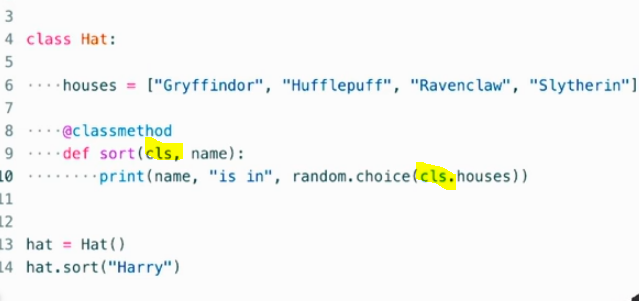 3
4 class Hat:
5
6 ····houses = ["Gryffindor", "Hufflepuff", "Ravenclaw", "Slytherin"]
7
8 ····@classmethod
9 ····def sort(cls, name):
10 ········print(name, "is in", random.choice(cls.houses))
11
12
13 hat = Hat()
14 hat.sort("Harry")